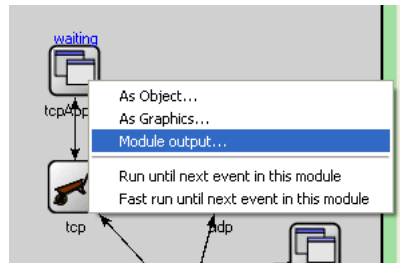 waiting
tcpApp
As Object...
As Graphics...
Module output...
Run until next event in this module
Fast run until next event in this module
tcp
udp